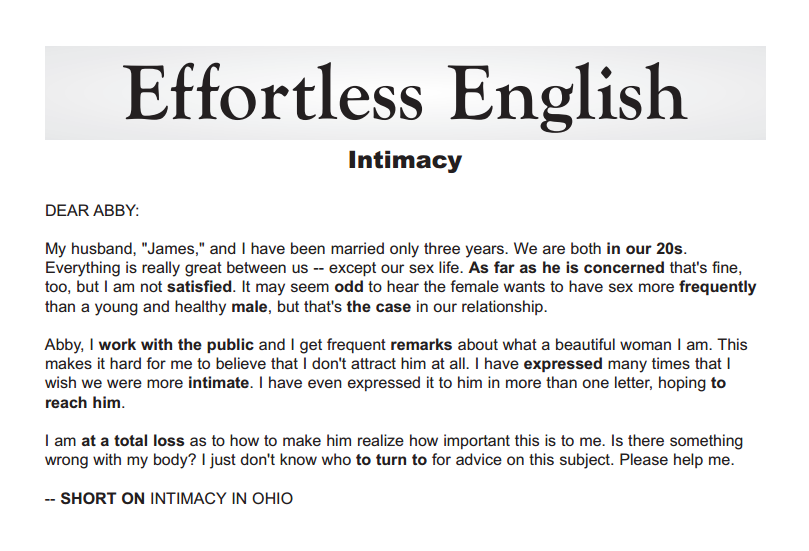 Effortless English
Intimacy
DEAR ABBY:
My husband, "James," and I have been married only three years. We are both in our 20s.
Everything is really great between us -- except our sex life. As far as he is concerned that's fine,
too, but I am not satisfied. It may seem odd to hear the female wants to have sex more frequently
than a young and healthy male, but that's the case in our relationship.
Abby, I work with the public and I get frequent remarks about what a beautiful woman I am. This
makes it hard for me to believe that I don't attract him at all. I have expressed many times that I
wish we were more intimate. I have even expressed it to him in more than one letter, hoping to
reach him.
I am at a total loss as to how to make him realize how important this is to me. Is there something
wrong with my body? I just don't know who to turn to for advice on this subject. Please help me.
-- SHORT ON INTIMACY IN OHIO